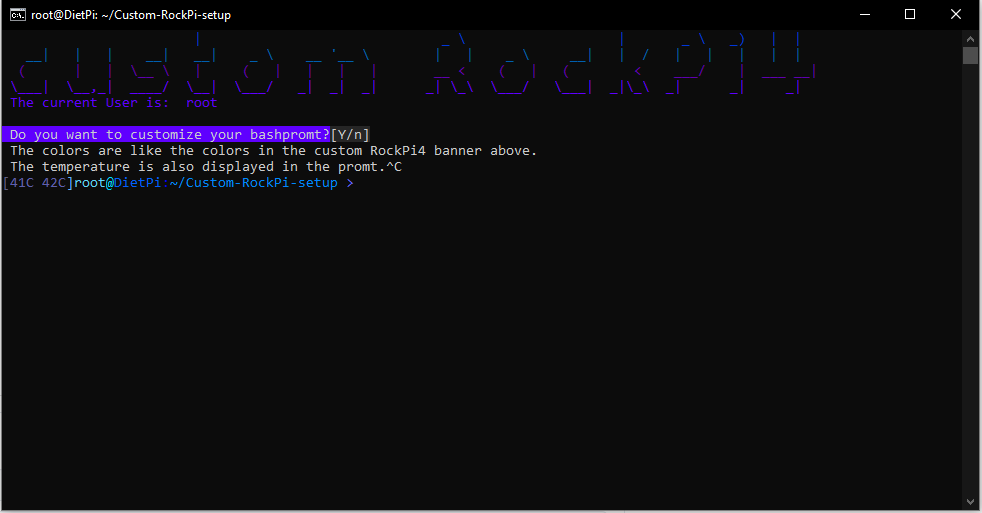 root@DietPi: ~/Custom-RockPi-setup
custom RockPi4
The current User is:  root
Do you want to customize your bashpromt?[Y/n]
The colors are like the colors in the custom RockPi4 banner above.
The temperature is also displayed in the promt.^C
[41C 42C]root@DietPi:~/Custom-RockPi-setup >